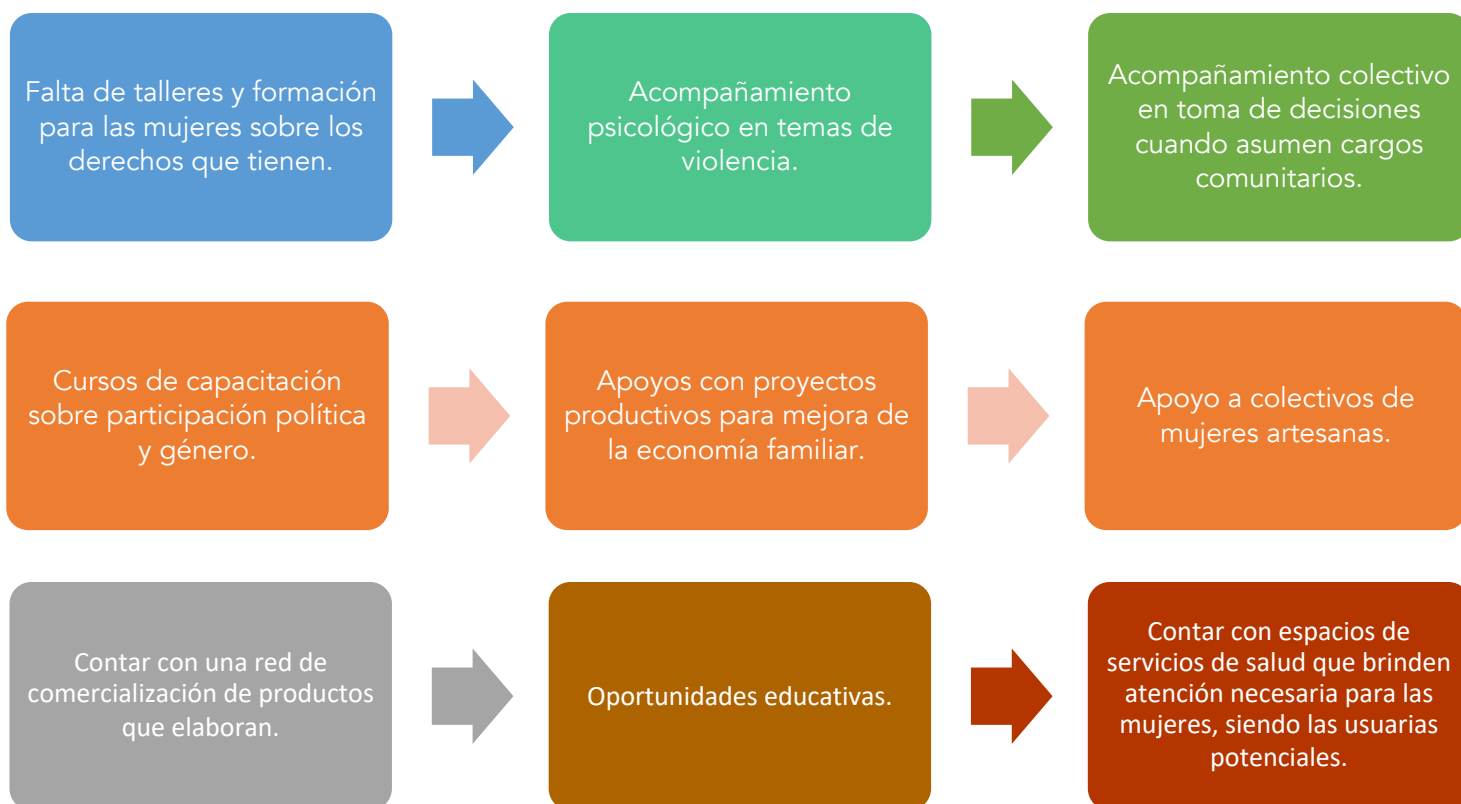 Falta de talleres y formación
para las mujeres sobre los
derechos que tienen.
Acompañamiento
psicológico en temas de
violencia.
Acompañamiento colectivo
en toma de decisiones
cuando asumen cargos
comunitarios.
Cursos de capacitación
sobre participación política
y género.
Apoyos con proyectos
productivos para mejora de
la economía familiar.
Apoyo a colectivos de
mujeres artesanas.
Contar con una red de
comercialización de productos
que elaboran.
Oportunidades educativas.
Contar con espacios de
servicios de salud que brinden
atención necesaria para las
mujeres, siendo las usuarias
potenciales.